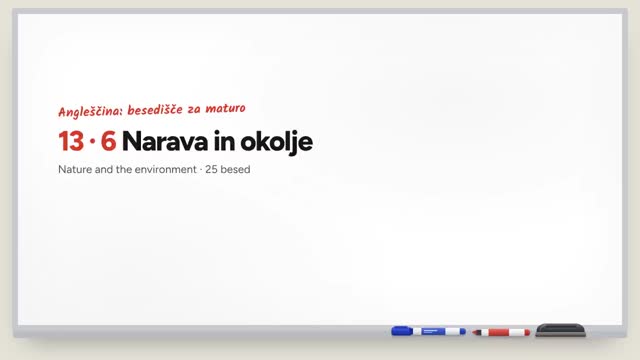 Angleščina: besedišče za maturo
13 · 6 Narava in okolje
Nature and the environment · 25 besed